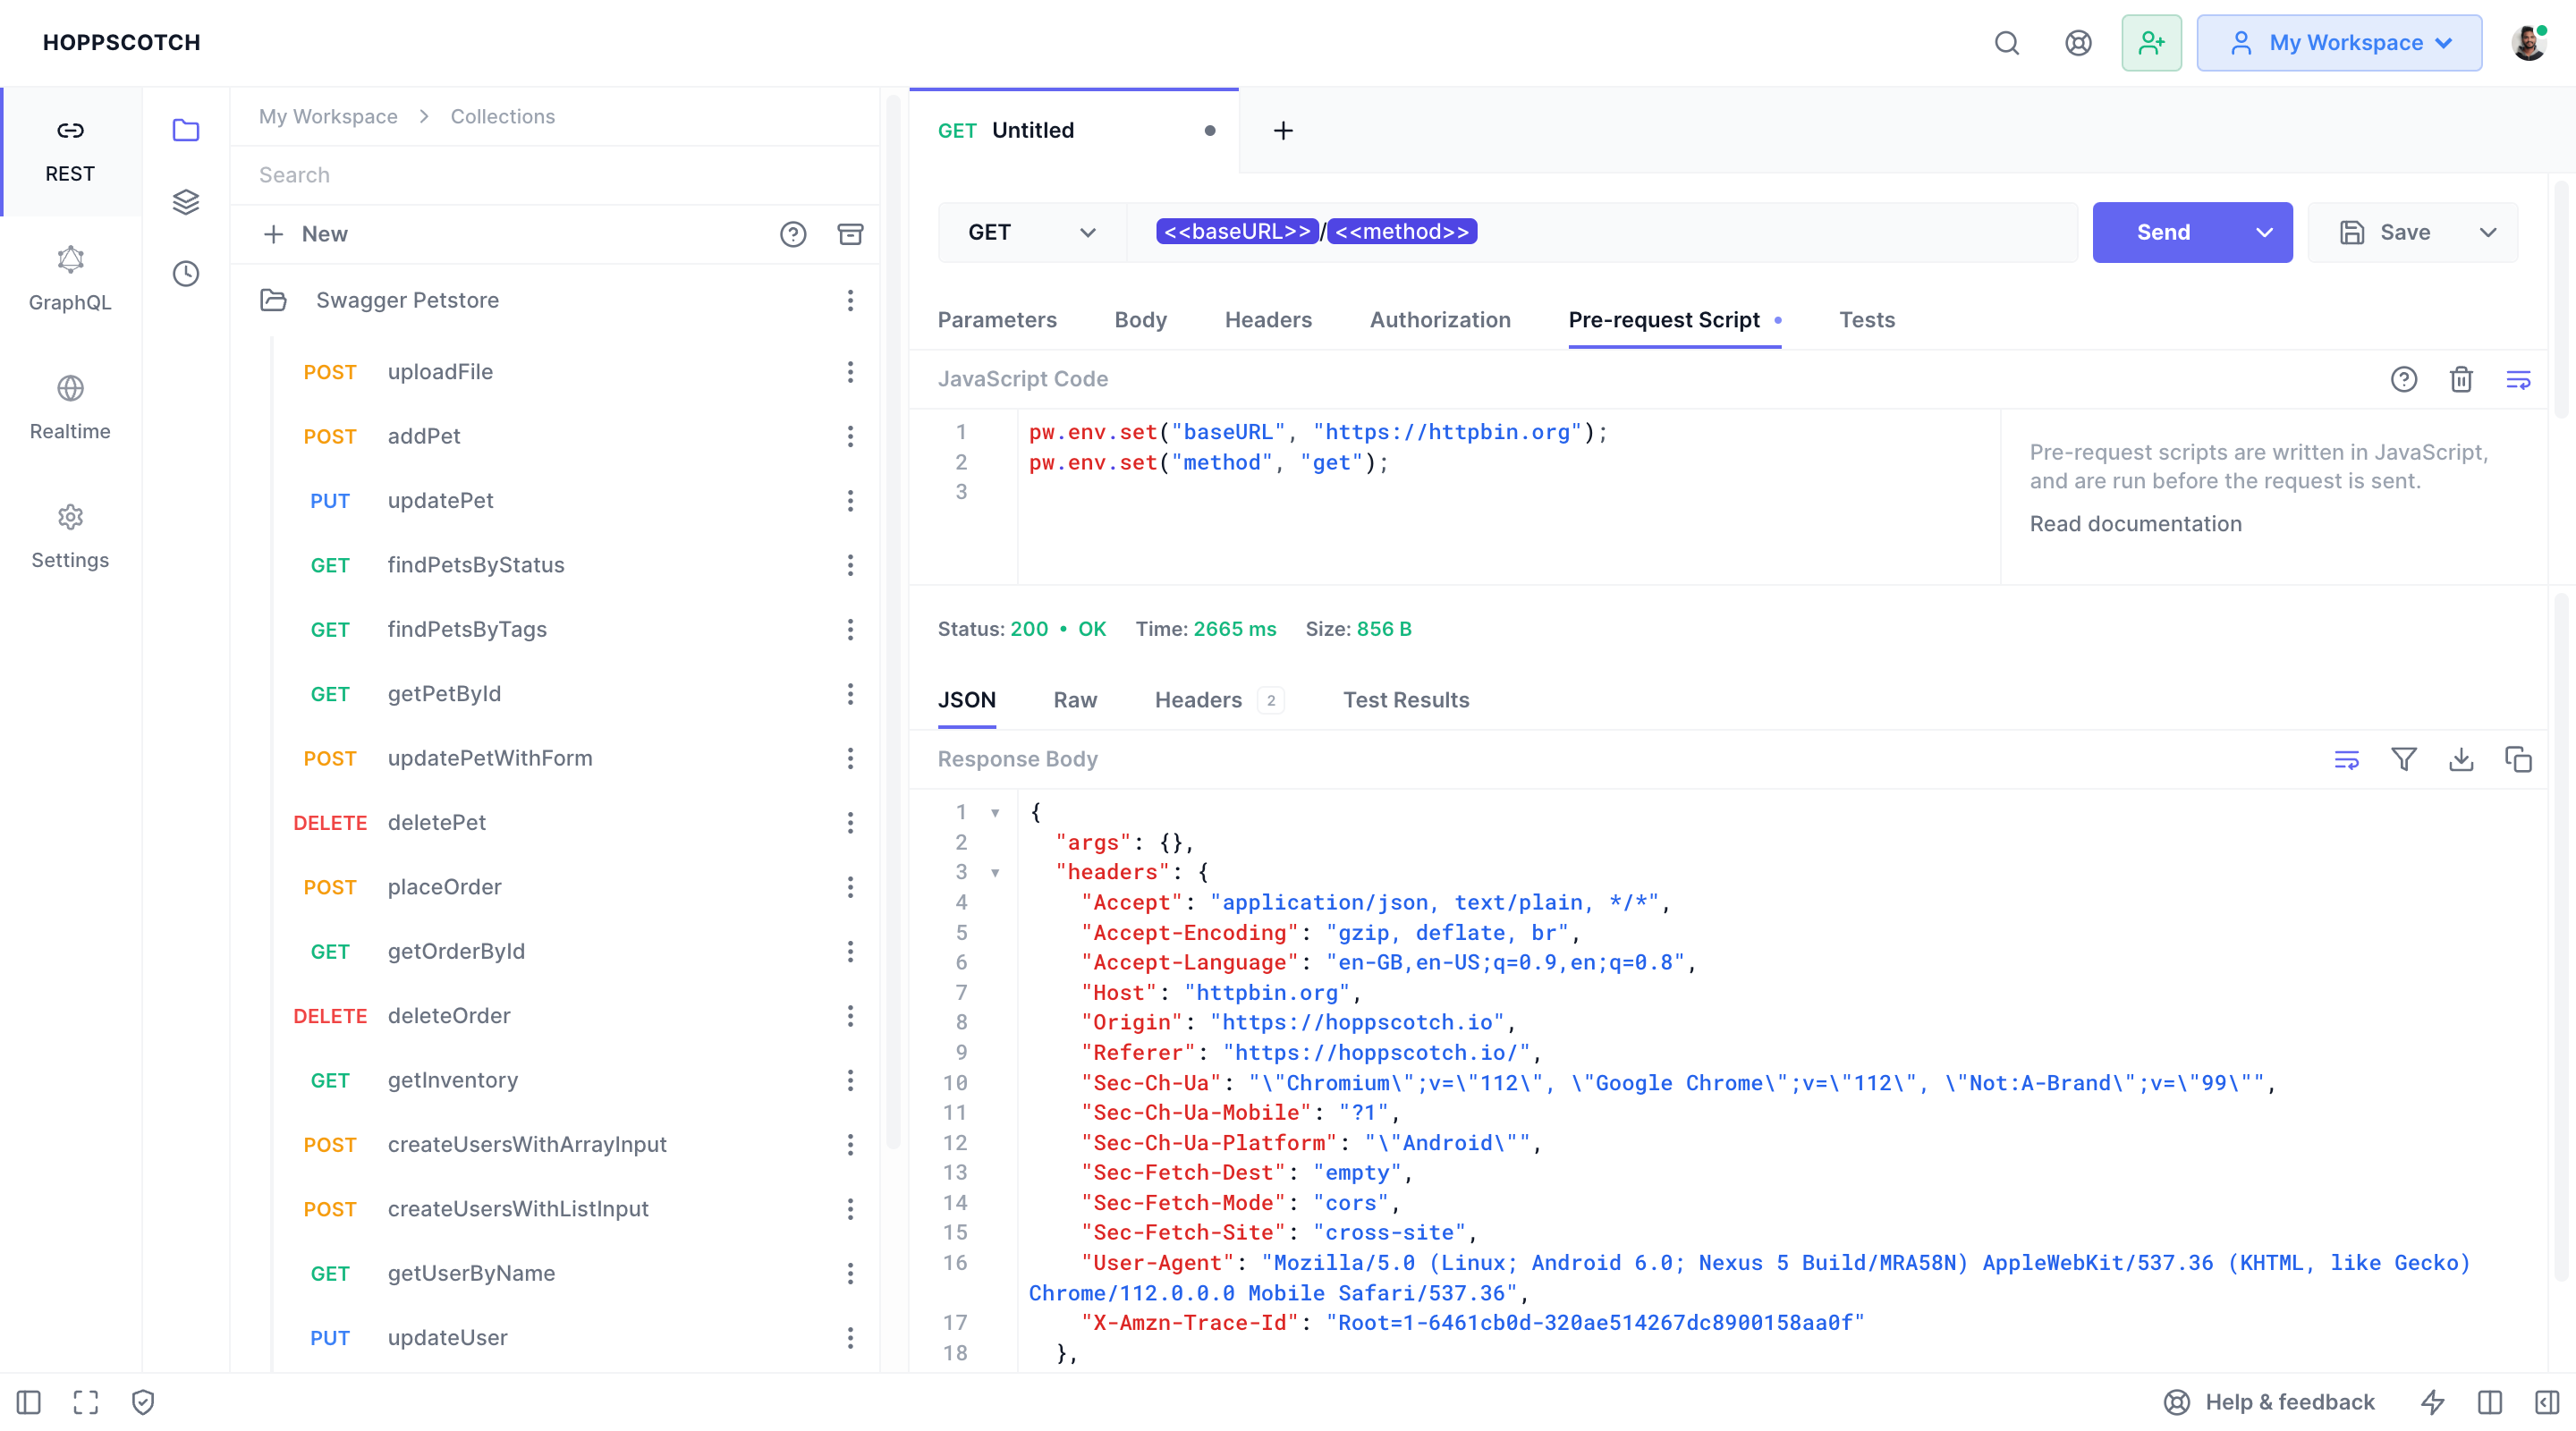 HOPPSCOTCH
My Workspace
REST
GraphQL
Realtime
Settings
My Workspace > Collections
Search
New
Swagger Petstore
POST uploadFile
POST addPet
PUT updatePet
GET findPetsByStatus
GET findPetsByTags
GET getPetById
POST updatePetWithForm
DELETE deletePet
POST placeOrder
GET getOrderById
DELETE deleteOrder
GET getInventory
POST createUsersWithArrayInput
POST createUsersWithListInput
GET getUserByName
PUT updateUser
GET Untitled
GET <<baseURL>>/<<method>> Send Save
Parameters Body Headers Authorization Pre-request Script Tests
JavaScript Code
1 pw.env.set("baseURL", "https://httpbin.org");
2 pw.env.set("method", "get");
3
Pre-request scripts are written in JavaScript,
and are run before the request is sent.
Read documentation
Status: 200 • OK Time: 2665 ms Size: 856 B
JSON Raw Headers 2 Test Results
Response Body
1 {
2 "args": {},
3 "headers": {
4 "Accept": "application/json, text/plain, */*",
5 "Accept-Encoding": "gzip, deflate, br",
6 "Accept-Language": "en-GB,en-US;q=0.9,en;q=0.8",
7 "Host": "httpbin.org",
8 "Origin": "https://hoppscotch.io",
9 "Referer": "https://hoppscotch.io/",
10 "Sec-Ch-Ua": "\"Chromium\";v=\"112\", \"Google Chrome\";v=\"112\", \"Not:A-Brand\";v=\"99\"",
11 "Sec-Ch-Ua-Mobile": "?1",
12 "Sec-Ch-Ua-Platform": "\"Android\"",
13 "Sec-Fetch-Dest": "empty",
14 "Sec-Fetch-Mode": "cors",
15 "Sec-Fetch-Site": "cross-site",
16 "User-Agent": "Mozilla/5.0 (Linux; Android 6.0; Nexus 5 Build/MRA58N) AppleWebKit/537.36 (KHTML, like Gecko)
Chrome/112.0.0.0 Mobile Safari/537.36",
17 "X-Amzn-Trace-Id": "Root=1-6461cb0d-320ae514267dc8900158aa0f"
18 },
Help & feedback